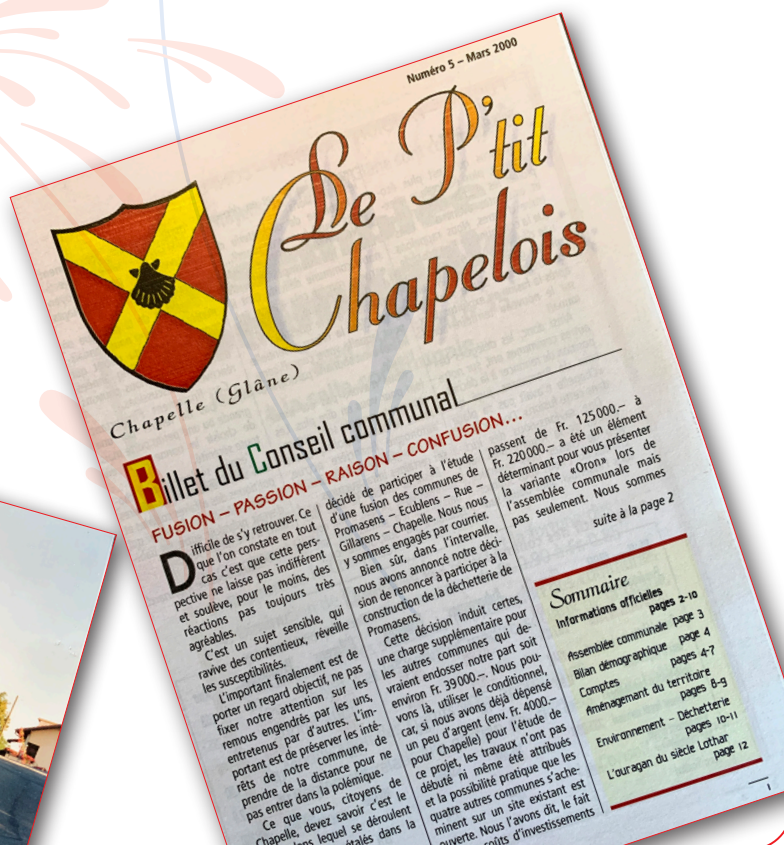 Numéro 5 – Mars 2000
Le P'tit
Chapelois
Chapelle (Glâne)
Billet du Conseil communal
FUSION – PASSION – RAISON – CONFUSION...
Difficile de s'y retrouver. Ce
que l'on constate en tout
cas c'est que cette pers-
pective ne laisse pas indifférent
et soulève, pour le moins, des
réactions pas toujours très
agréables.
C'est un sujet sensible, qui
ravive des contentieux, réveille
les susceptibilités.
L'important finalement est de
porter un regard objectif, ne pas
fixer notre attention sur les
remous engendrés par les uns,
entretenus par d'autres. L'im-
portant est de préserver les inté-
rêts de notre commune, de
prendre de la distance pour ne
pas entrer dans la polémique.
Ce que vous, citoyens de
Chapelle, devez savoir c'est le
lequel se déroulent
dans la
décidé de participer à l'étude
d'une fusion des communes de
Promasens – Ecublens – Rue –
Gillarens – Chapelle. Nous nous
y sommes engagés par courrier.
Bien sûr, dans l'intervalle,
nous avons annoncé notre déci-
sion de renoncer à participer à la
construction de la déchetterie de
Promasens.
Cette décision induit certes,
une charge supplémentaire pour
les autres communes qui de-
vraient endosser notre part soit
environ Fr. 39000.–. Nous pou-
vons là, utiliser le conditionnel,
car, si nous avons déjà dépensé
un peu d'argent (env. Fr. 4000.–
pour Chapelle) pour l'étude de
ce projet, les travaux n'ont pas
débuté ni même été attribués
et la possibilité pratique que les
quatre autres communes s'ache-
minent sur un site existant est
ouverte. Nous l'avons dit, le fait
coûts d'investissements
passent de Fr. 125000.– à
Fr. 220000.– a été un élément
déterminant pour vous présenter
la variante «Oron» lors de
l'assemblée communale mais
pas seulement. Nous sommes
suite à la page 2
Sommaire
Informations officielles
pages 2-10
Assemblée communale page 3
Bilan démographique page 4
Comptes pages 4-7
Aménagement du territoire
pages 8-9
Environnement – Déchetterie
pages 10-11
L'ouragan du siècle Lothar
page 12
1